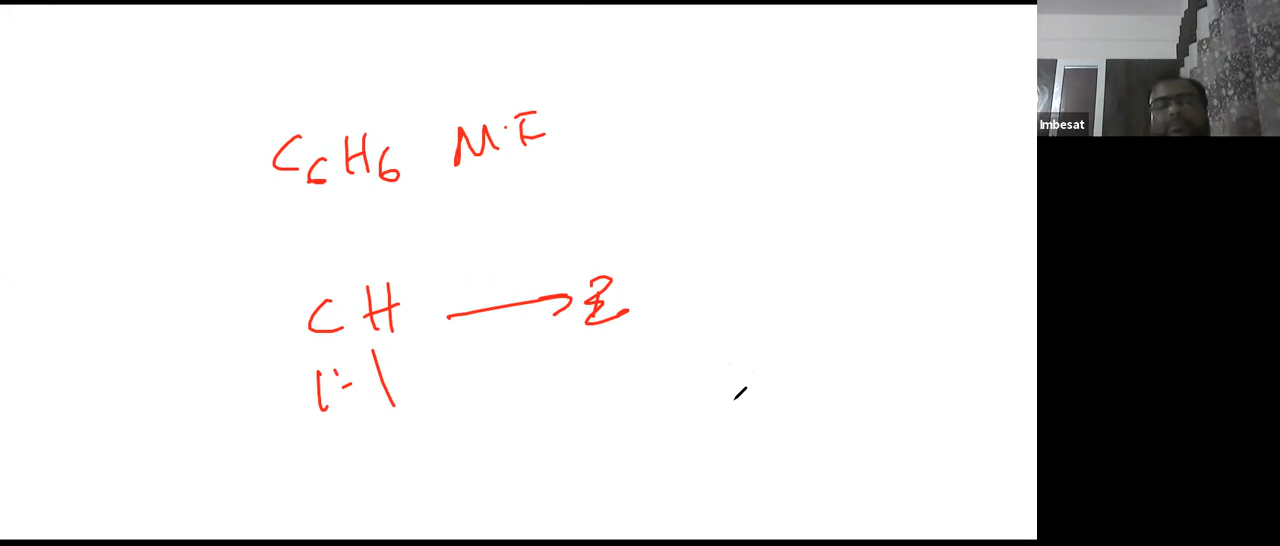 C6H6 M.F
CH →
1:1
Imbesat